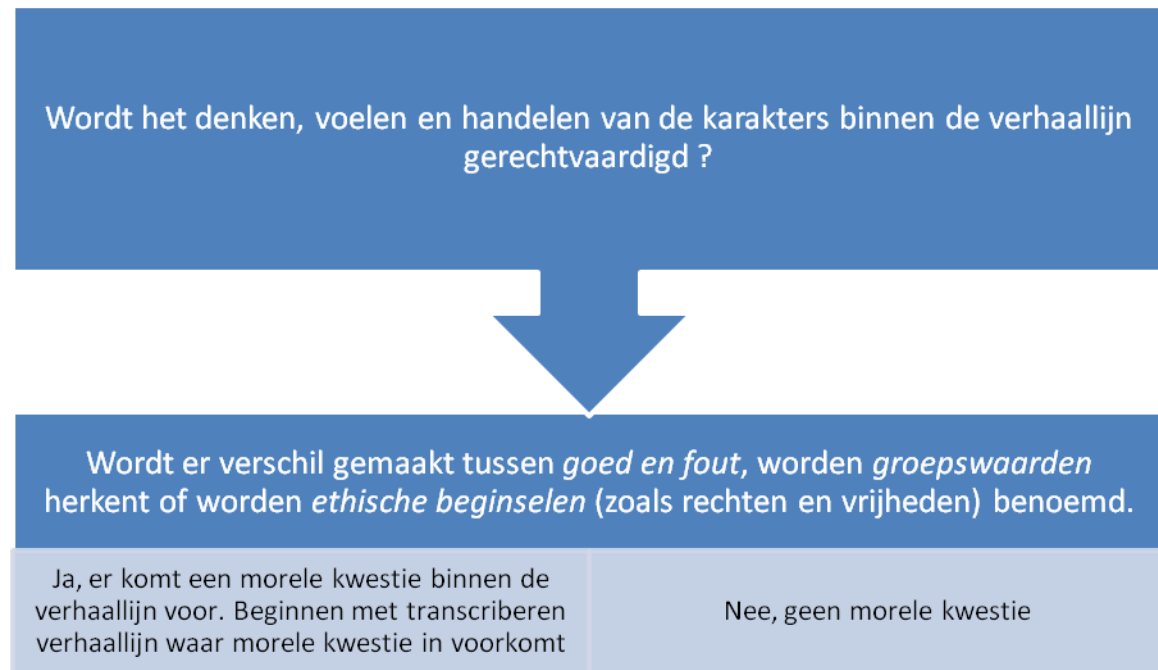 Wordt het denken, voelen en handelen van de karakters binnen de verhaallijn
gerechtvaardigd ?
Wordt er verschil gemaakt tussen goed en fout, worden groepswaarden
herkent of worden ethische beginselen (zoals rechten en vrijheden) benoemd.
Ja, er komt een morele kwestie binnen de
verhaallijn voor. Beginnen met transcriberen
verhaallijn waar morele kwestie in voorkomt
Nee, geen morele kwestie